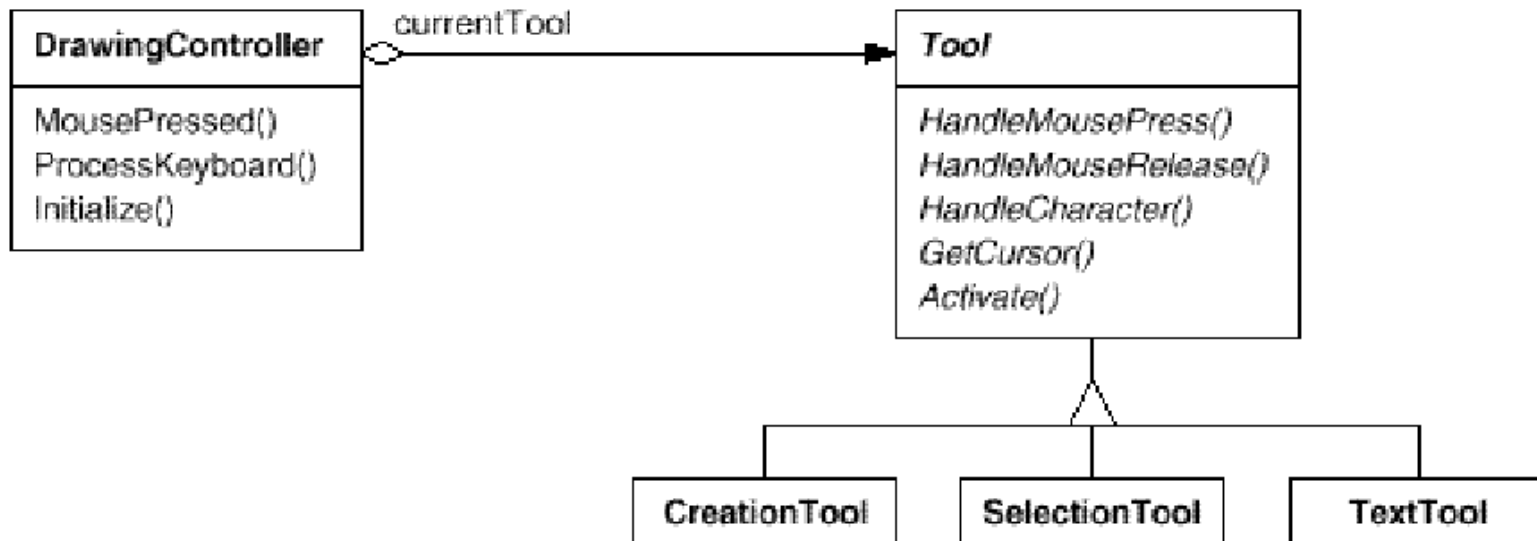 DrawingController
MousePressed()
ProcessKeyboard()
Initialize()
currentTool
Tool
HandleMousePress()
HandleMouseRelease()
HandleCharacter()
GetCursor()
Activate()
CreationTool
SelectionTool
TextTool